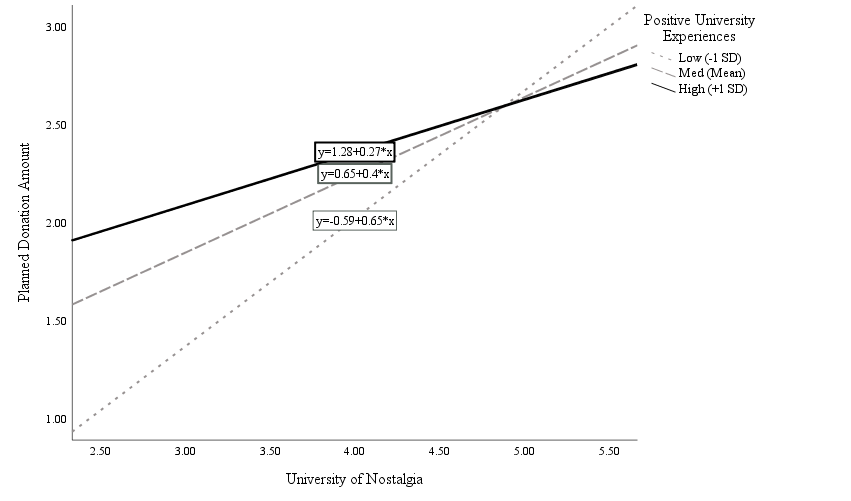 Positive University
Experiences
Low (-1 SD)
Med (Mean)
High (+1 SD)
3.00
2.50
2.00
1.50
1.00
Planned Donation Amount
y=1.28+0.27*x
y=0.65+0.4*x
y=-0.59+0.65*x
2.50 3.00 3.50 4.00 4.50 5.00 5.50
University of Nostalgia